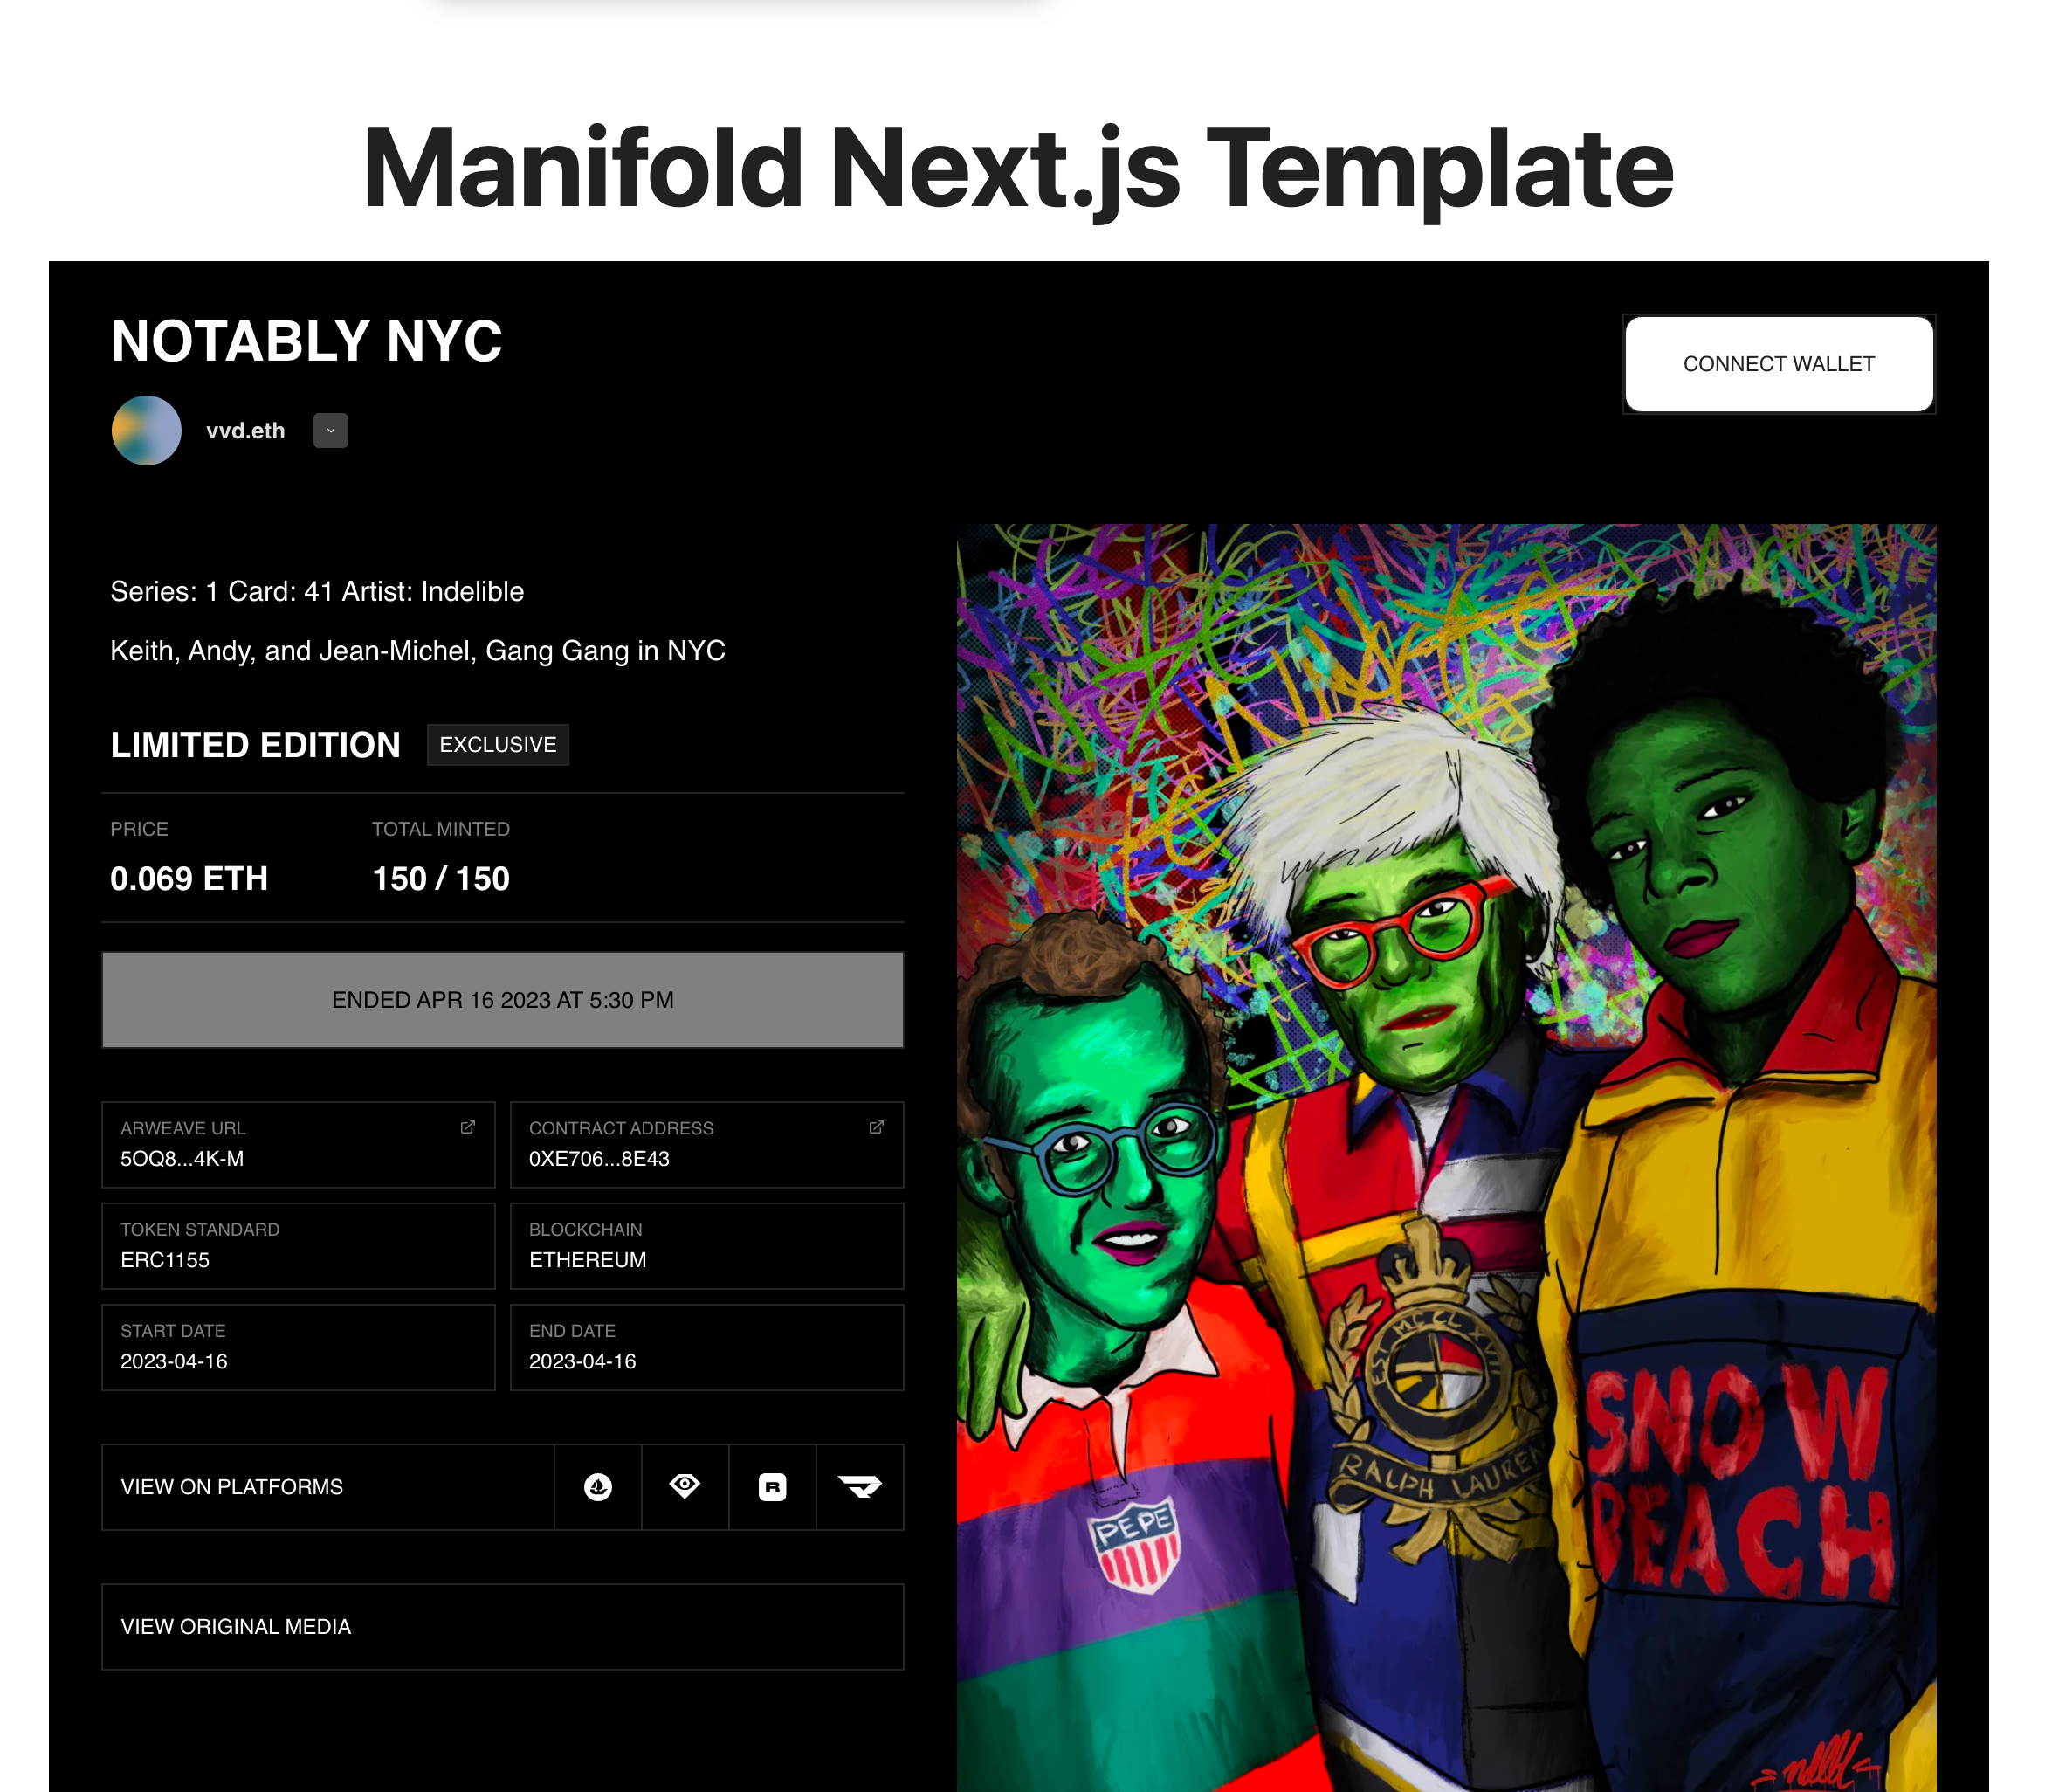 Manifold Next.js Template
NOTABLY NYC
CONNECT WALLET
vvd.eth
Series: 1 Card: 41 Artist: Indelible
Keith, Andy, and Jean-Michel, Gang Gang in NYC
LIMITED EDITION EXCLUSIVE
PRICE TOTAL MINTED
0.069 ETH 150 / 150
ENDED APR 16 2023 AT 5:30 PM
ARWEAVE URL CONTRACT ADDRESS
5OQ8...4K-M 0XE706...8E43
TOKEN STANDARD BLOCKCHAIN
ERC1155 ETHEREUM
START DATE END DATE
2023-04-16 2023-04-16
VIEW ON PLATFORMS R
VIEW ORIGINAL MEDIA
EST MCCLXVIII
RALPH LAUREN
PEPE
SNOW
BEACH